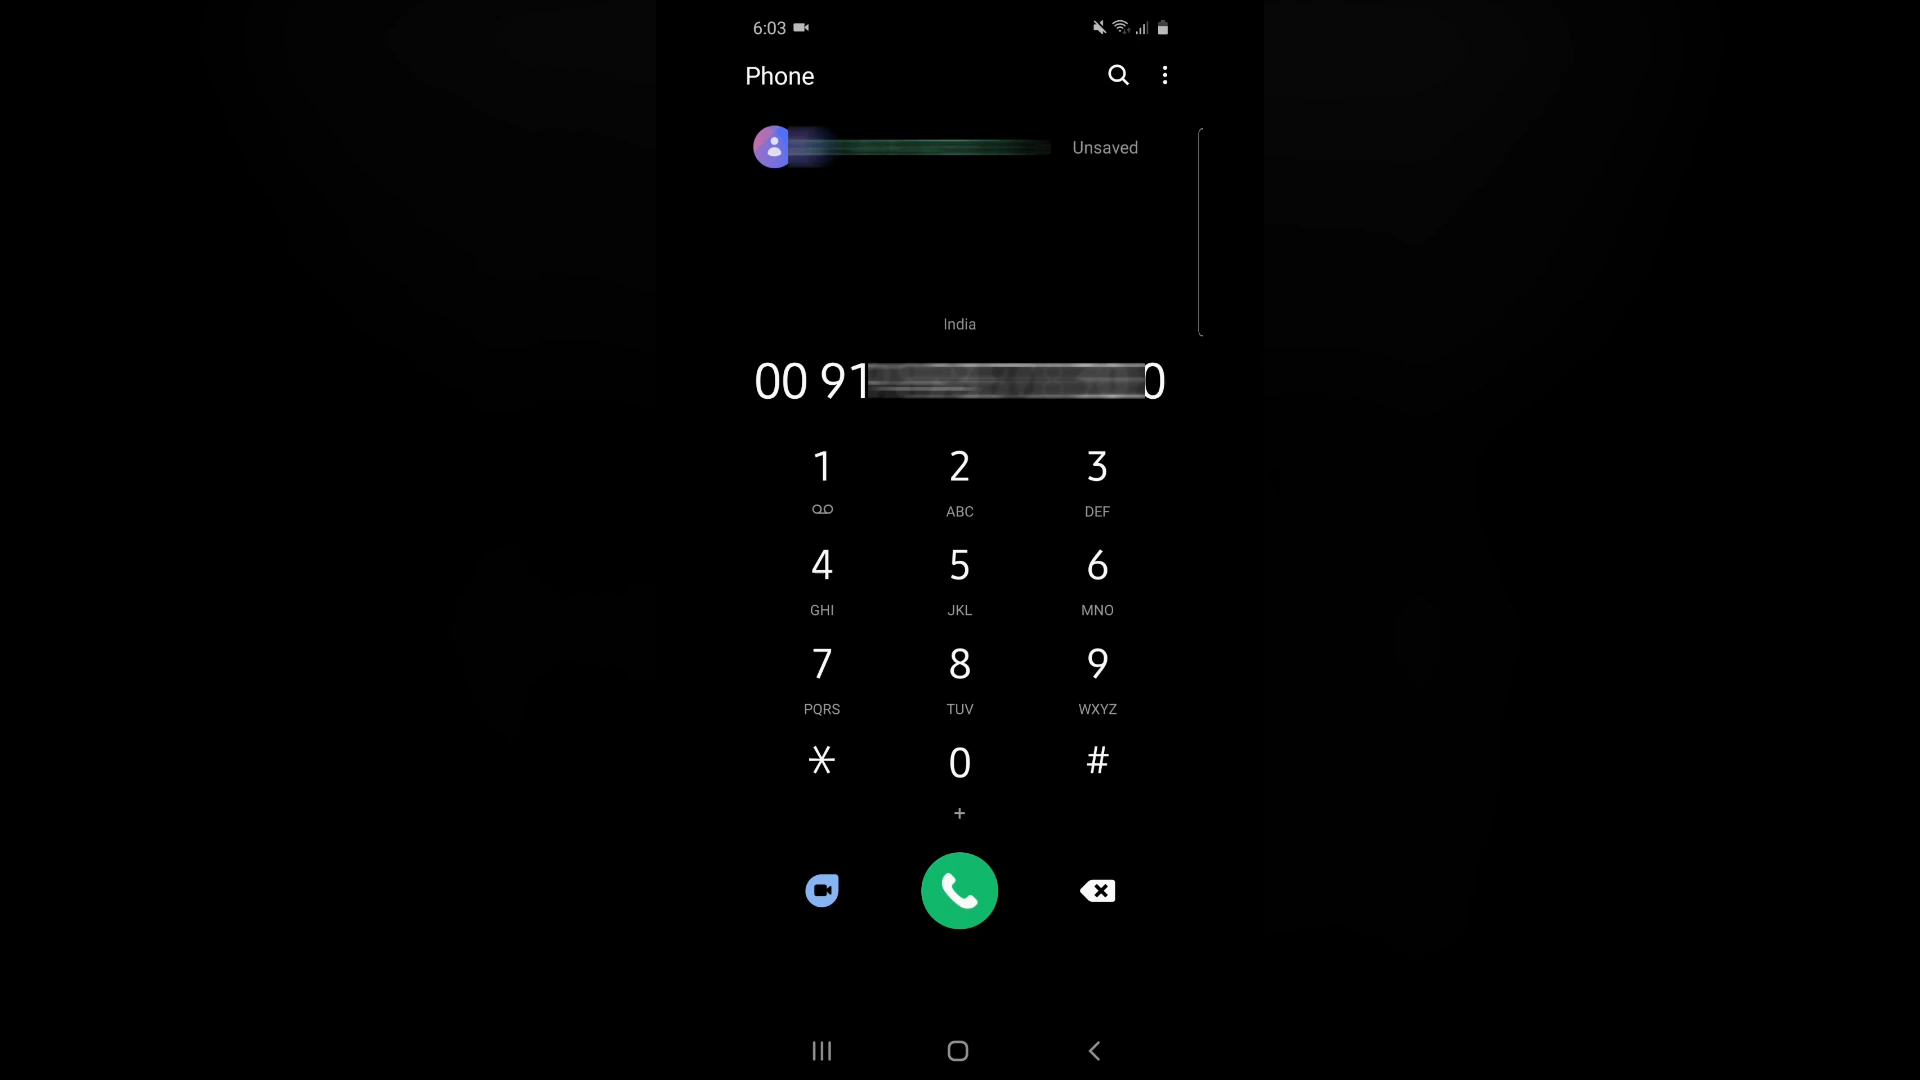 6:03
Phone
Unsaved
India
00 91 0
1 2 3
ABC DEF
4 5 6
GHI JKL MNO
7 8 9
PQRS TUV WXYZ
* 0 #
+